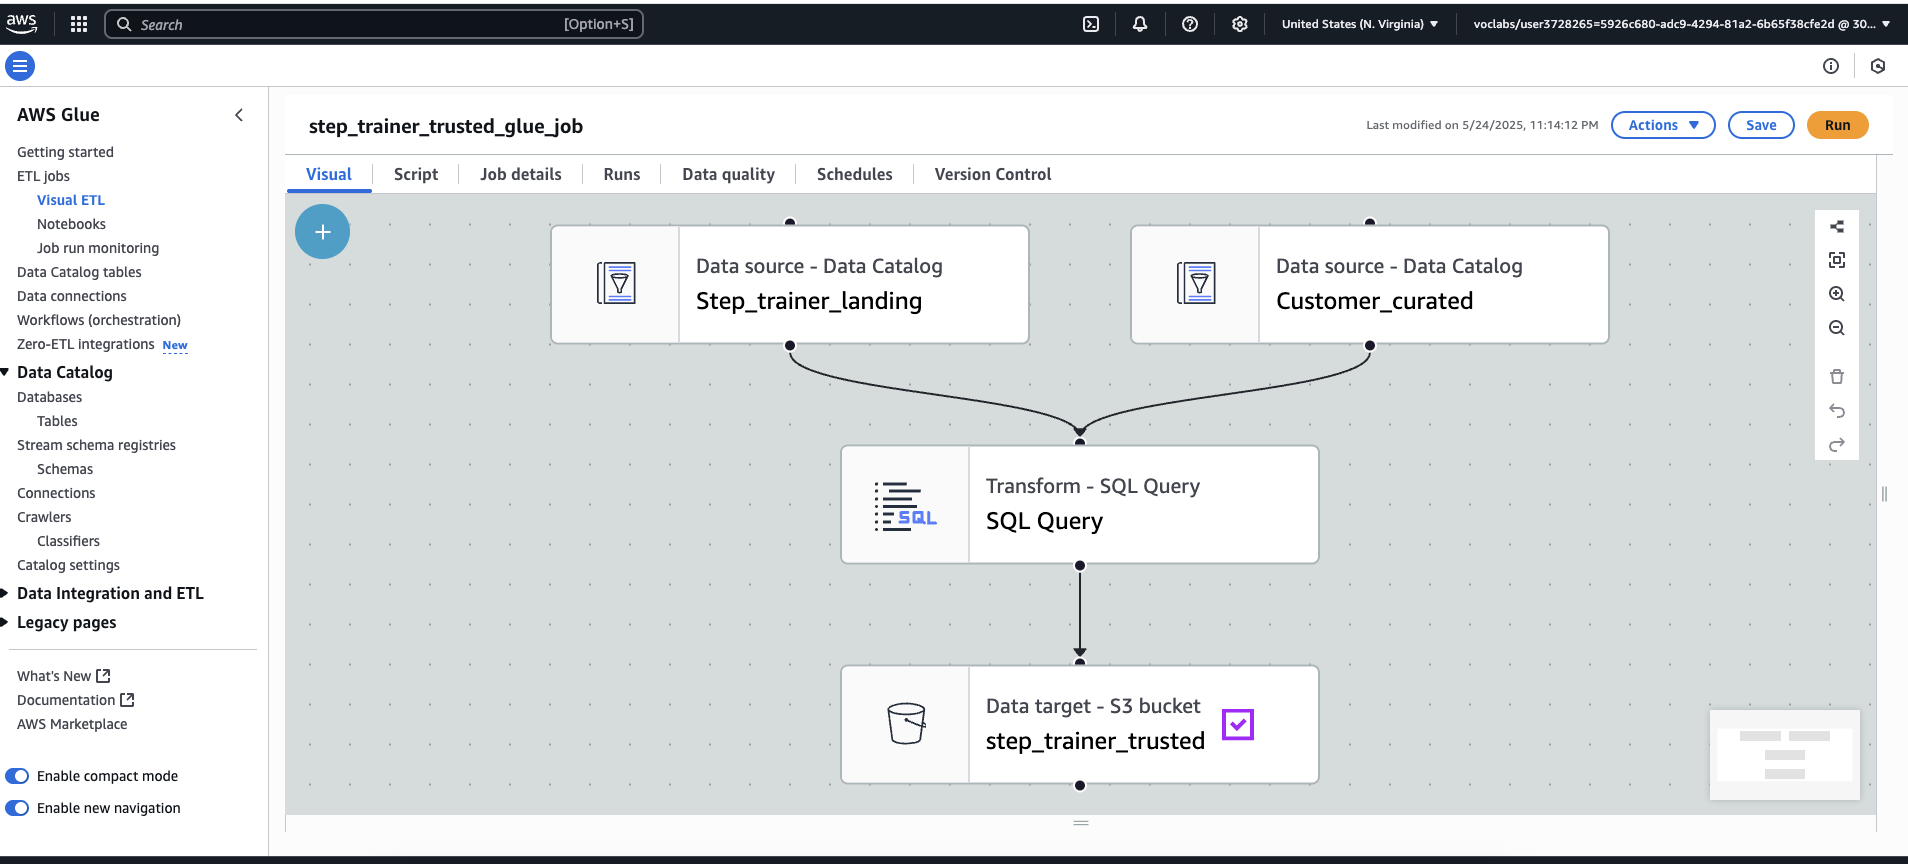 aws
Search
[Option+S]
United States (N. Virginia)
voclabs/user3728265=5926c680-adc9-4294-81a2-6b65f38cfe2d @ 30...
AWS Glue
Getting started
ETL jobs
Visual ETL
Notebooks
Job run monitoring
Data Catalog tables
Data connections
Workflows (orchestration)
Zero-ETL integrations New
Data Catalog
Databases
Tables
Stream schema registries
Schemas
Connections
Crawlers
Classifiers
Catalog settings
Data Integration and ETL
Legacy pages
What's New
Documentation
AWS Marketplace
Enable compact mode
Enable new navigation
step_trainer_trusted_glue_job
Last modified on 5/24/2025, 11:14:12 PM
Actions
Save
Run
Visual
Script
Job details
Runs
Data quality
Schedules
Version Control
Data source - Data Catalog
Step_trainer_landing
Data source - Data Catalog
Customer_curated
SQL
Transform - SQL Query
SQL Query
Data target - S3 bucket
step_trainer_trusted